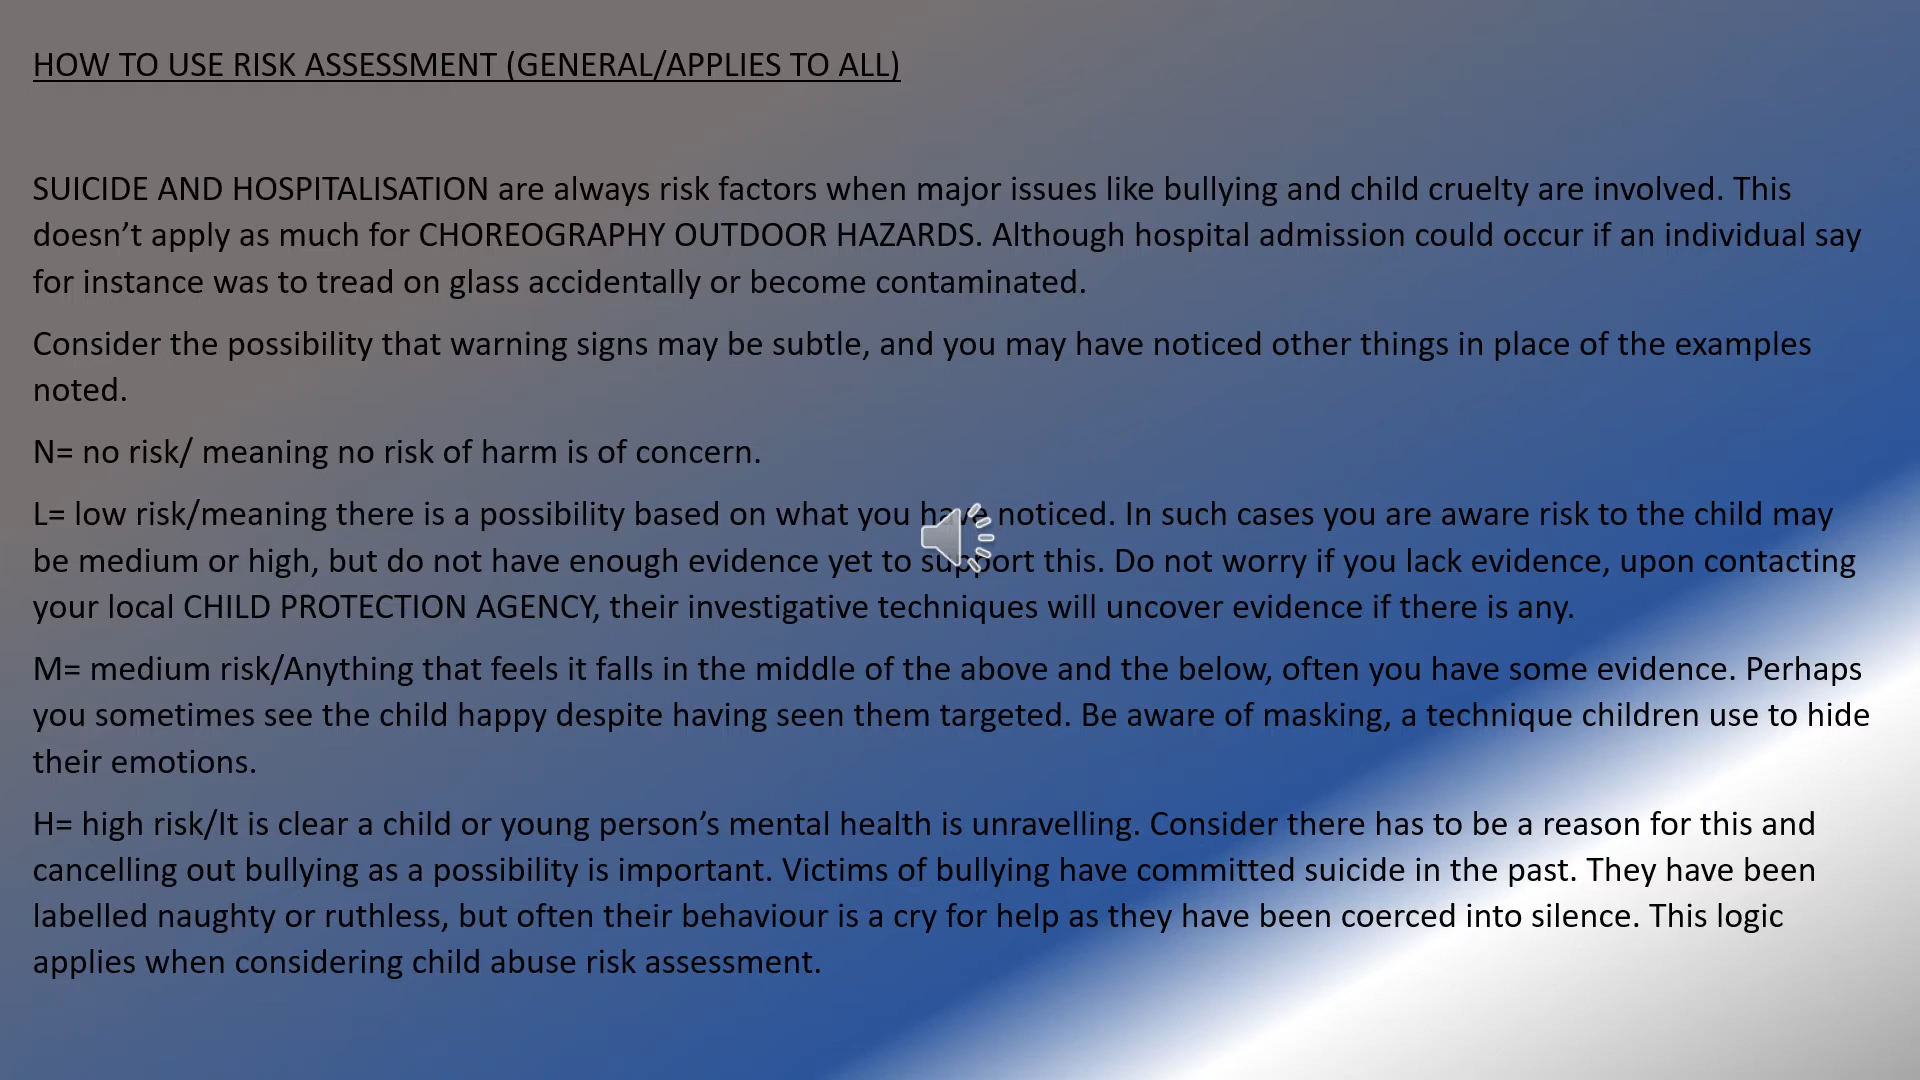 HOW TO USE RISK ASSESSMENT (GENERAL/APPLIES TO ALL)
SUICIDE AND HOSPITALISATION are always risk factors when major issues like bullying and child cruelty are involved. This
doesn’t apply as much for CHOREOGRAPHY OUTDOOR HAZARDS. Although hospital admission could occur if an individual say
for instance was to tread on glass accidentally or become contaminated.
Consider the possibility that warning signs may be subtle, and you may have noticed other things in place of the examples
noted.
N= no risk/ meaning no risk of harm is of concern.
L= low risk/meaning there is a possibility based on what you have noticed. In such cases you are aware risk to the child may
be medium or high, but do not have enough evidence yet to support this. Do not worry if you lack evidence, upon contacting
your local CHILD PROTECTION AGENCY, their investigative techniques will uncover evidence if there is any.
M= medium risk/Anything that feels it falls in the middle of the above and the below, often you have some evidence. Perhaps
you sometimes see the child happy despite having seen them targeted. Be aware of masking, a technique children use to hide
their emotions.
H= high risk/It is clear a child or young person’s mental health is unravelling. Consider there has to be a reason for this and
cancelling out bullying as a possibility is important. Victims of bullying have committed suicide in the past. They have been
labelled naughty or ruthless, but often their behaviour is a cry for help as they have been coerced into silence. This logic
applies when considering child abuse risk assessment.